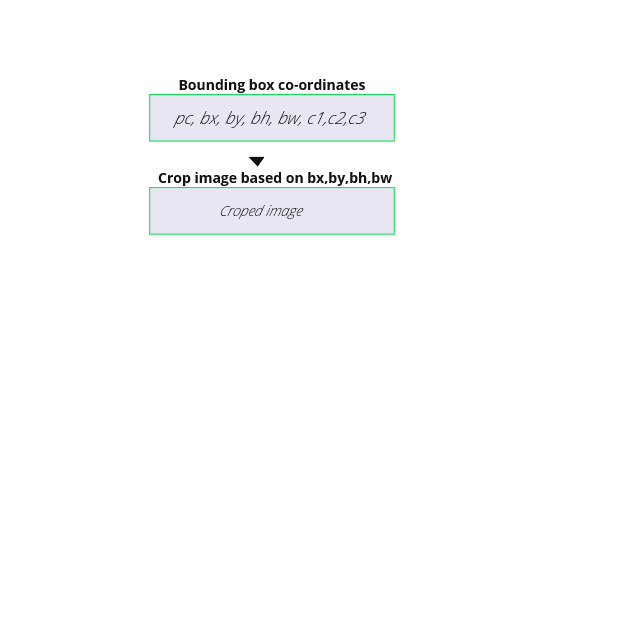 Bounding box co-ordinates
pc, bx, by, bh, bw, c1,c2,c3
Crop image based on bx,by,bh,bw
Croped image